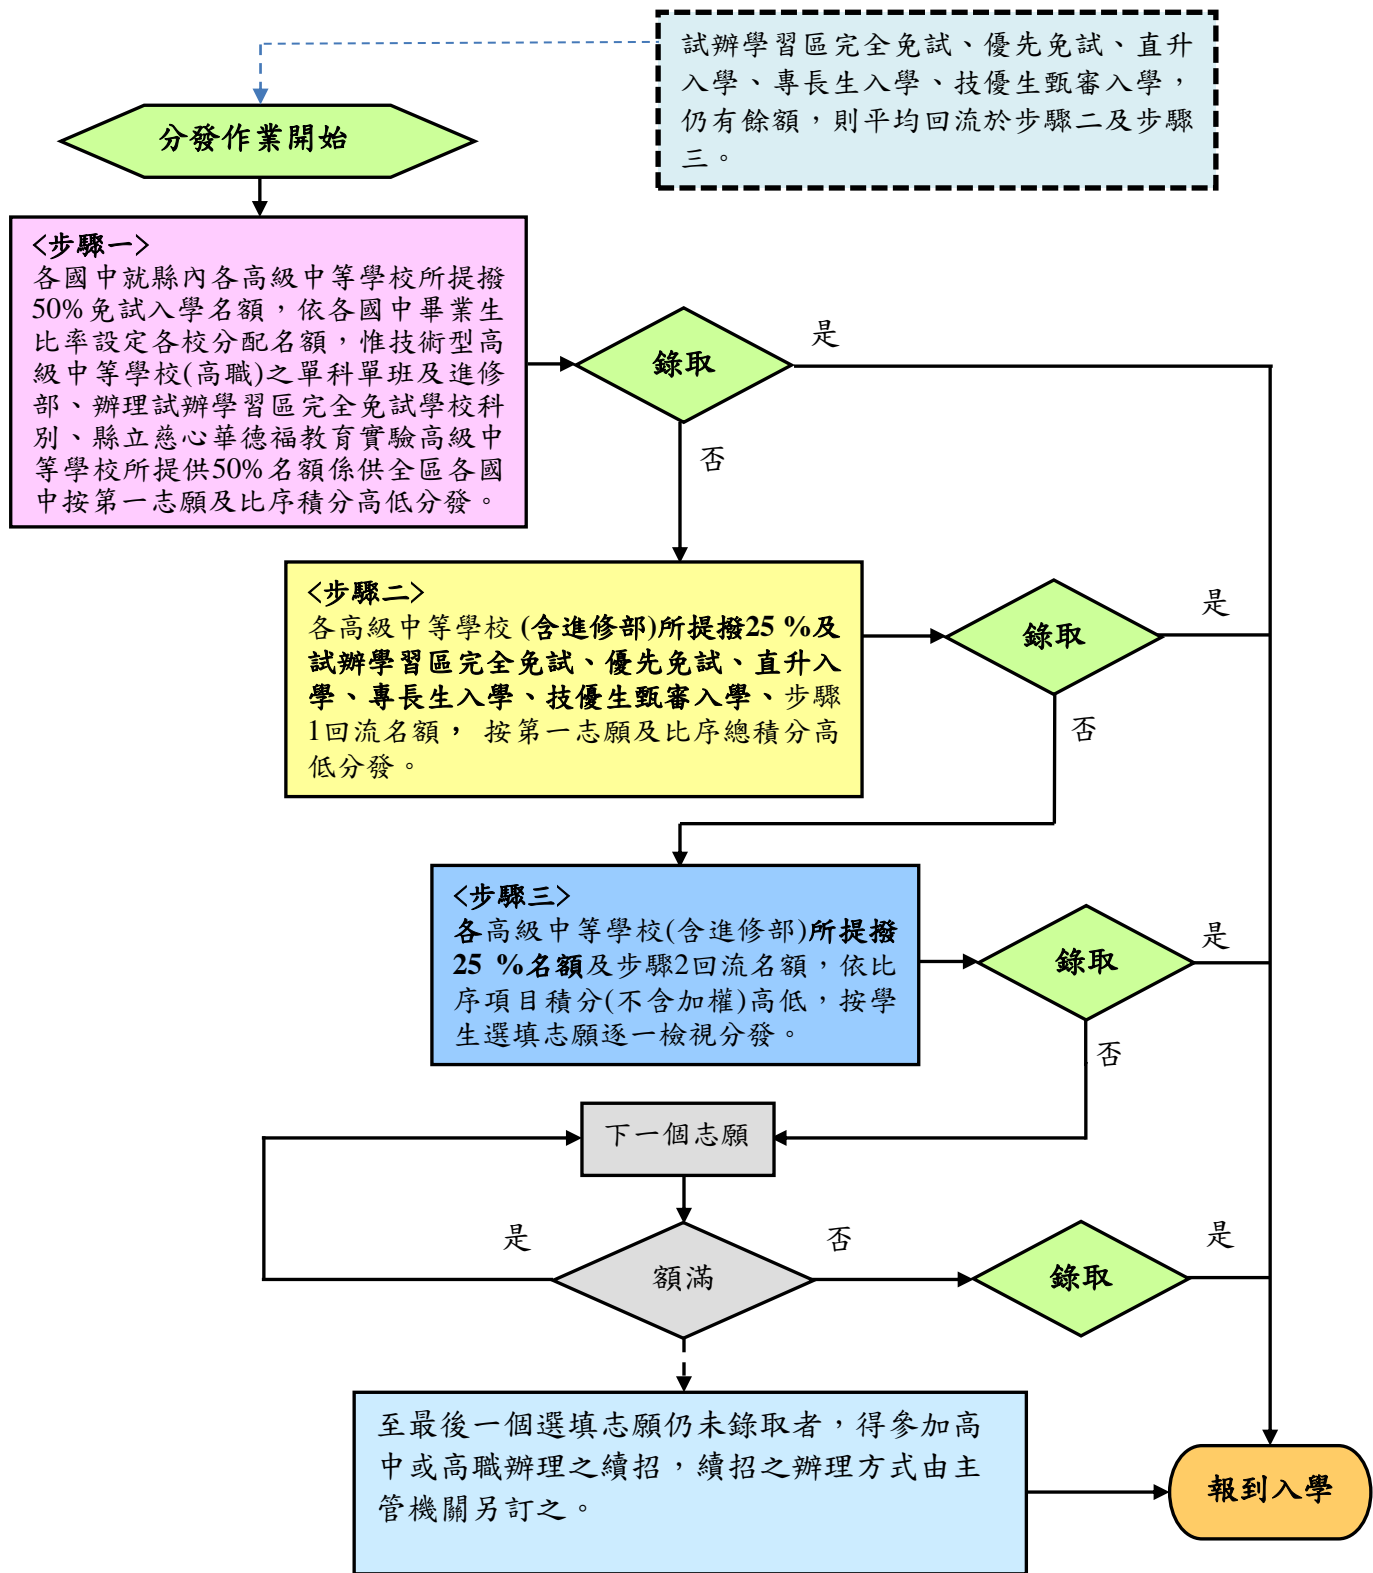 試辦學習區完全免試、優先免試、直升
入學、專長生入學、技優生甄審入學,
仍有餘額,則平均回流於步驟二及步驟
三。
分發作業開始
<步驟一>
各國中就縣內各高級中等學校所提撥
50%免試入學名額,依各國中畢業生
比率設定各校分配名額,惟技術型高
級中等學校(高職)之單科單班及進修
部、辦理試辦學習區完全免試學校科
別、縣立慈心華德福教育實驗高級中
等學校所提供50%名額係供全區各國
中按第一志願及比序積分高低分發。
錄取
是
否
<步驟二>
各高級中等學校 (含進修部)所提撥25 %及
試辦學習區完全免試、優先免試、直升入
學、專長生入學、技優生甄審入學、步驟
1回流名額, 按第一志願及比序總積分高
低分發。
錄取
是
否
<步驟三>
各高級中等學校(含進修部)所提撥
25 %名額及步驟2回流名額,依比
序項目積分(不含加權)高低,按學
生選填志願逐一檢視分發。
錄取
是
否
下一個志願
是
額滿
否
錄取
是
至最後一個選填志願仍未錄取者,得參加高
中或高職辦理之續招,續招之辦理方式由主
管機關另訂之。
報到入學